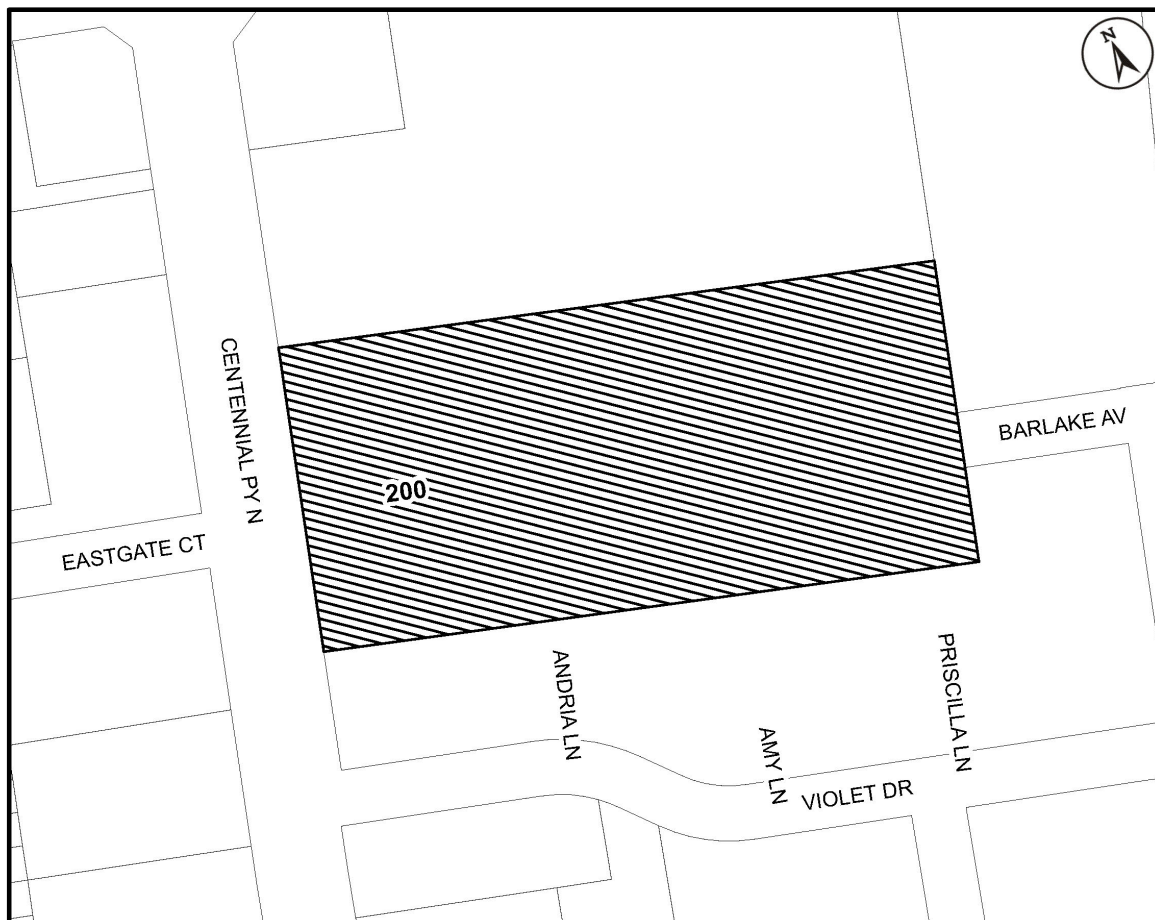 N
CENTENNIAL PY N
BARLAKE AV
200
EASTGATE CT
ANDRIA LN
PRISCILLA LN
AMY LN
VIOLET DR